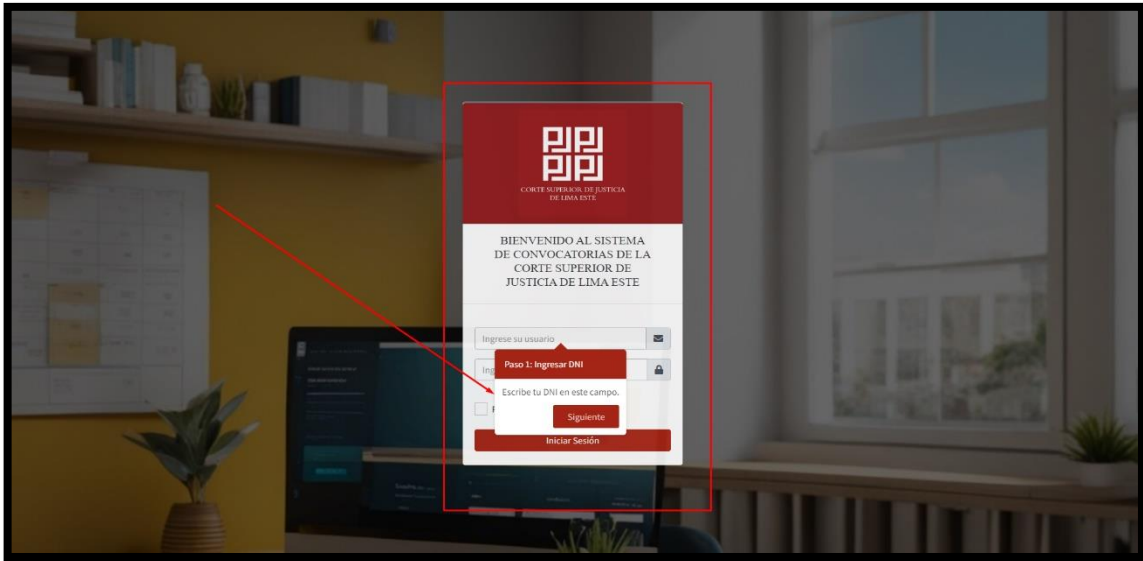 CORTE SUPERIOR DE JUSTICIA
DE LIMA ESTE
BIENVENIDO AL SISTEMA
DE CONVOCATORIAS DE LA
CORTE SUPERIOR DE
JUSTICIA DE LIMA ESTE
Ingrese su usuario
Paso 1: Ingresar DNI
Escribe tu DNI en este campo.
Siguiente
Iniciar Sesión